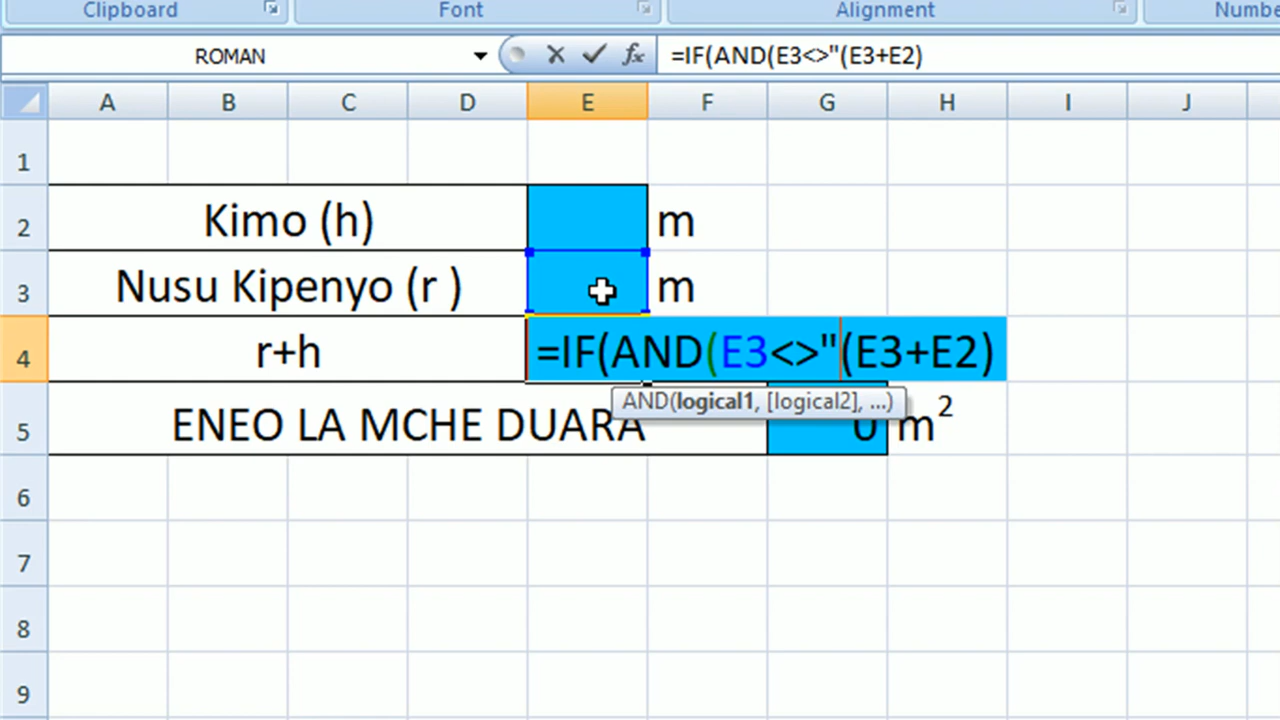 Clipboard Font Alignment Numbe
ROMAN fx =IF(AND(E3<>"(E3+E2)
A B C D E F G H I J
1
2 Kimo (h) m
3 Nusu Kipenyo (r ) m
4 r+h =IF(AND(E3<>"(E3+E2)
AND(logical1, [logical2], ...)
5 ENEO LA MCHE DUARA 0 m2
6
7
8
9